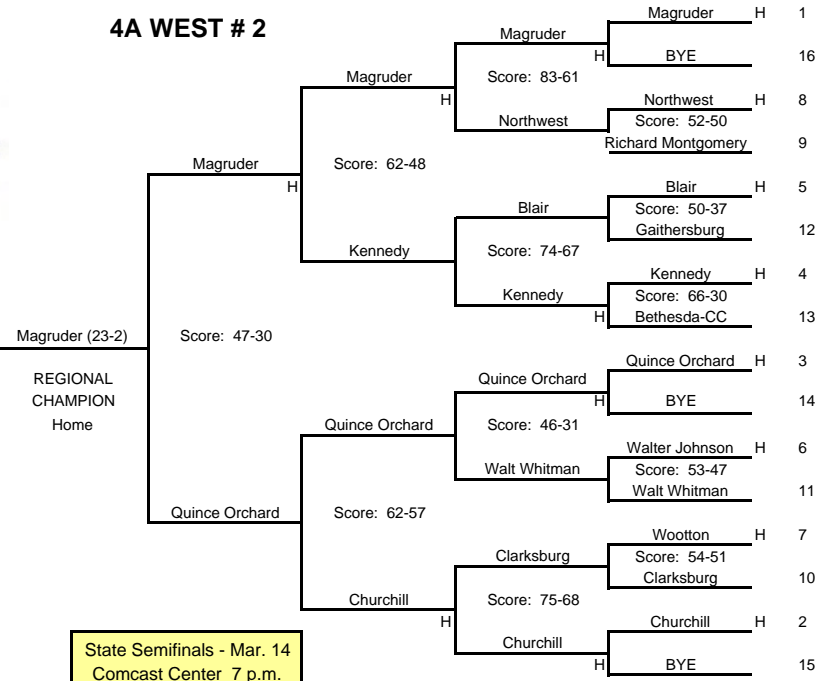 4A WEST # 2
Magruder H 1
Magruder
H BYE 16
Magruder Score: 83-61
H Northwest H 8
Northwest Score: 52-50
Richard Montgomery 9
Magruder Score: 62-48
H Blair H 5
Blair Score: 50-37
Gaithersburg 12
Kennedy Score: 74-67
Kennedy H 4
Kennedy Score: 66-30
H Bethesda-CC 13
Magruder (23-2) Score: 47-30
Quince Orchard H 3
REGIONAL
CHAMPION
Home
Quince Orchard
H BYE 14
Quince Orchard Score: 46-31
Walter Johnson H 6
Walt Whitman Score: 53-47
Walt Whitman 11
Quince Orchard Score: 62-57
Wootton H 7
Clarksburg Score: 54-51
Clarksburg 10
Churchill Score: 75-68
H Churchill H 2
Churchill
H BYE 15
State Semifinals - Mar. 14
Comcast Center 7 p.m.